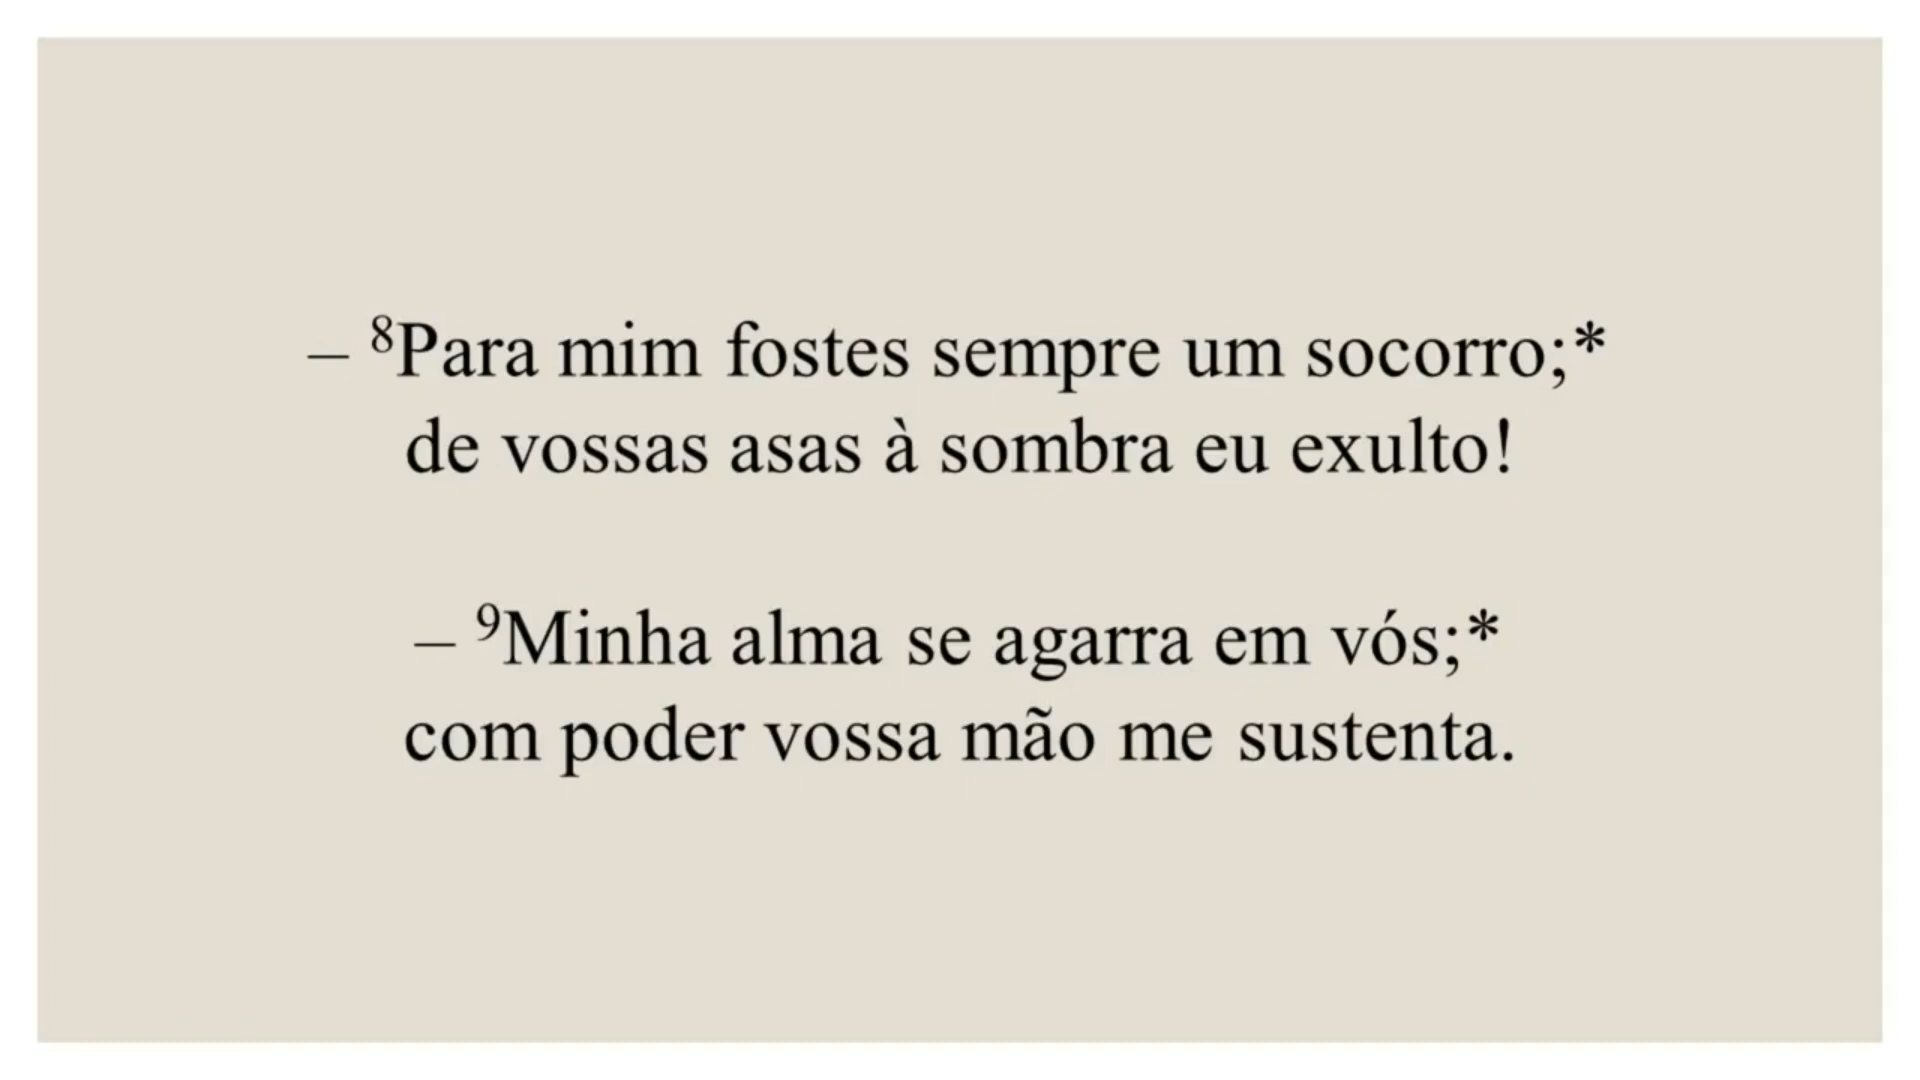 – ⁸Para mim fostes sempre um socorro;*
de vossas asas à sombra eu exulto!
– ⁹Minha alma se agarra em vós;*
com poder vossa mão me sustenta.